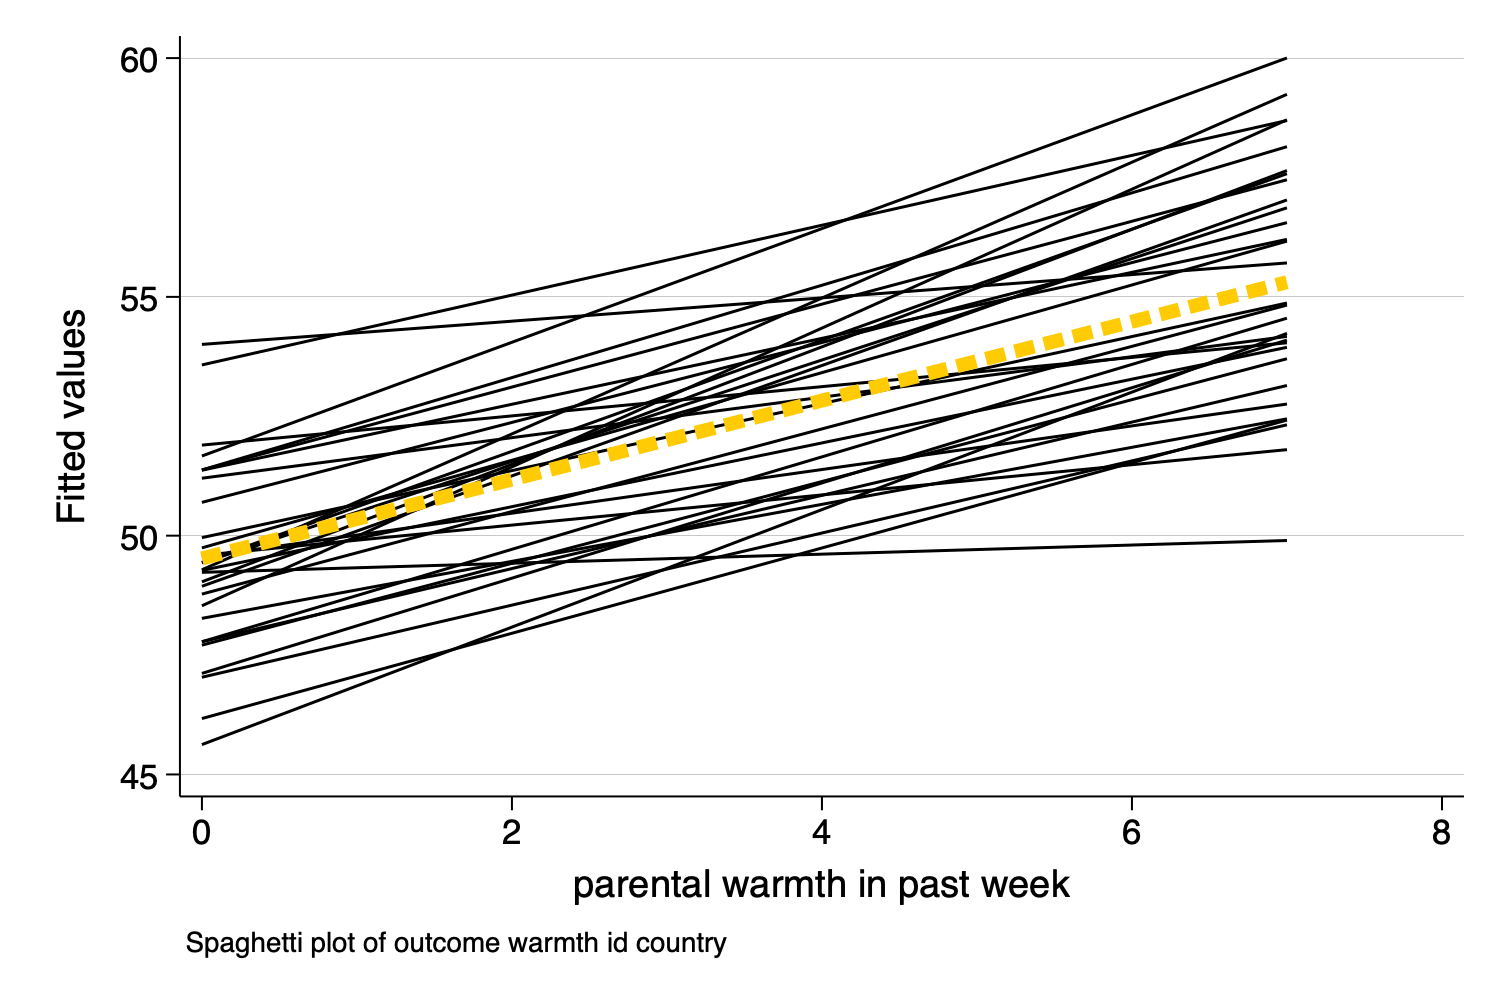 60
55
50
45
Fitted values
0 2 4 6 8
parental warmth in past week
Spaghetti plot of outcome warmth id country